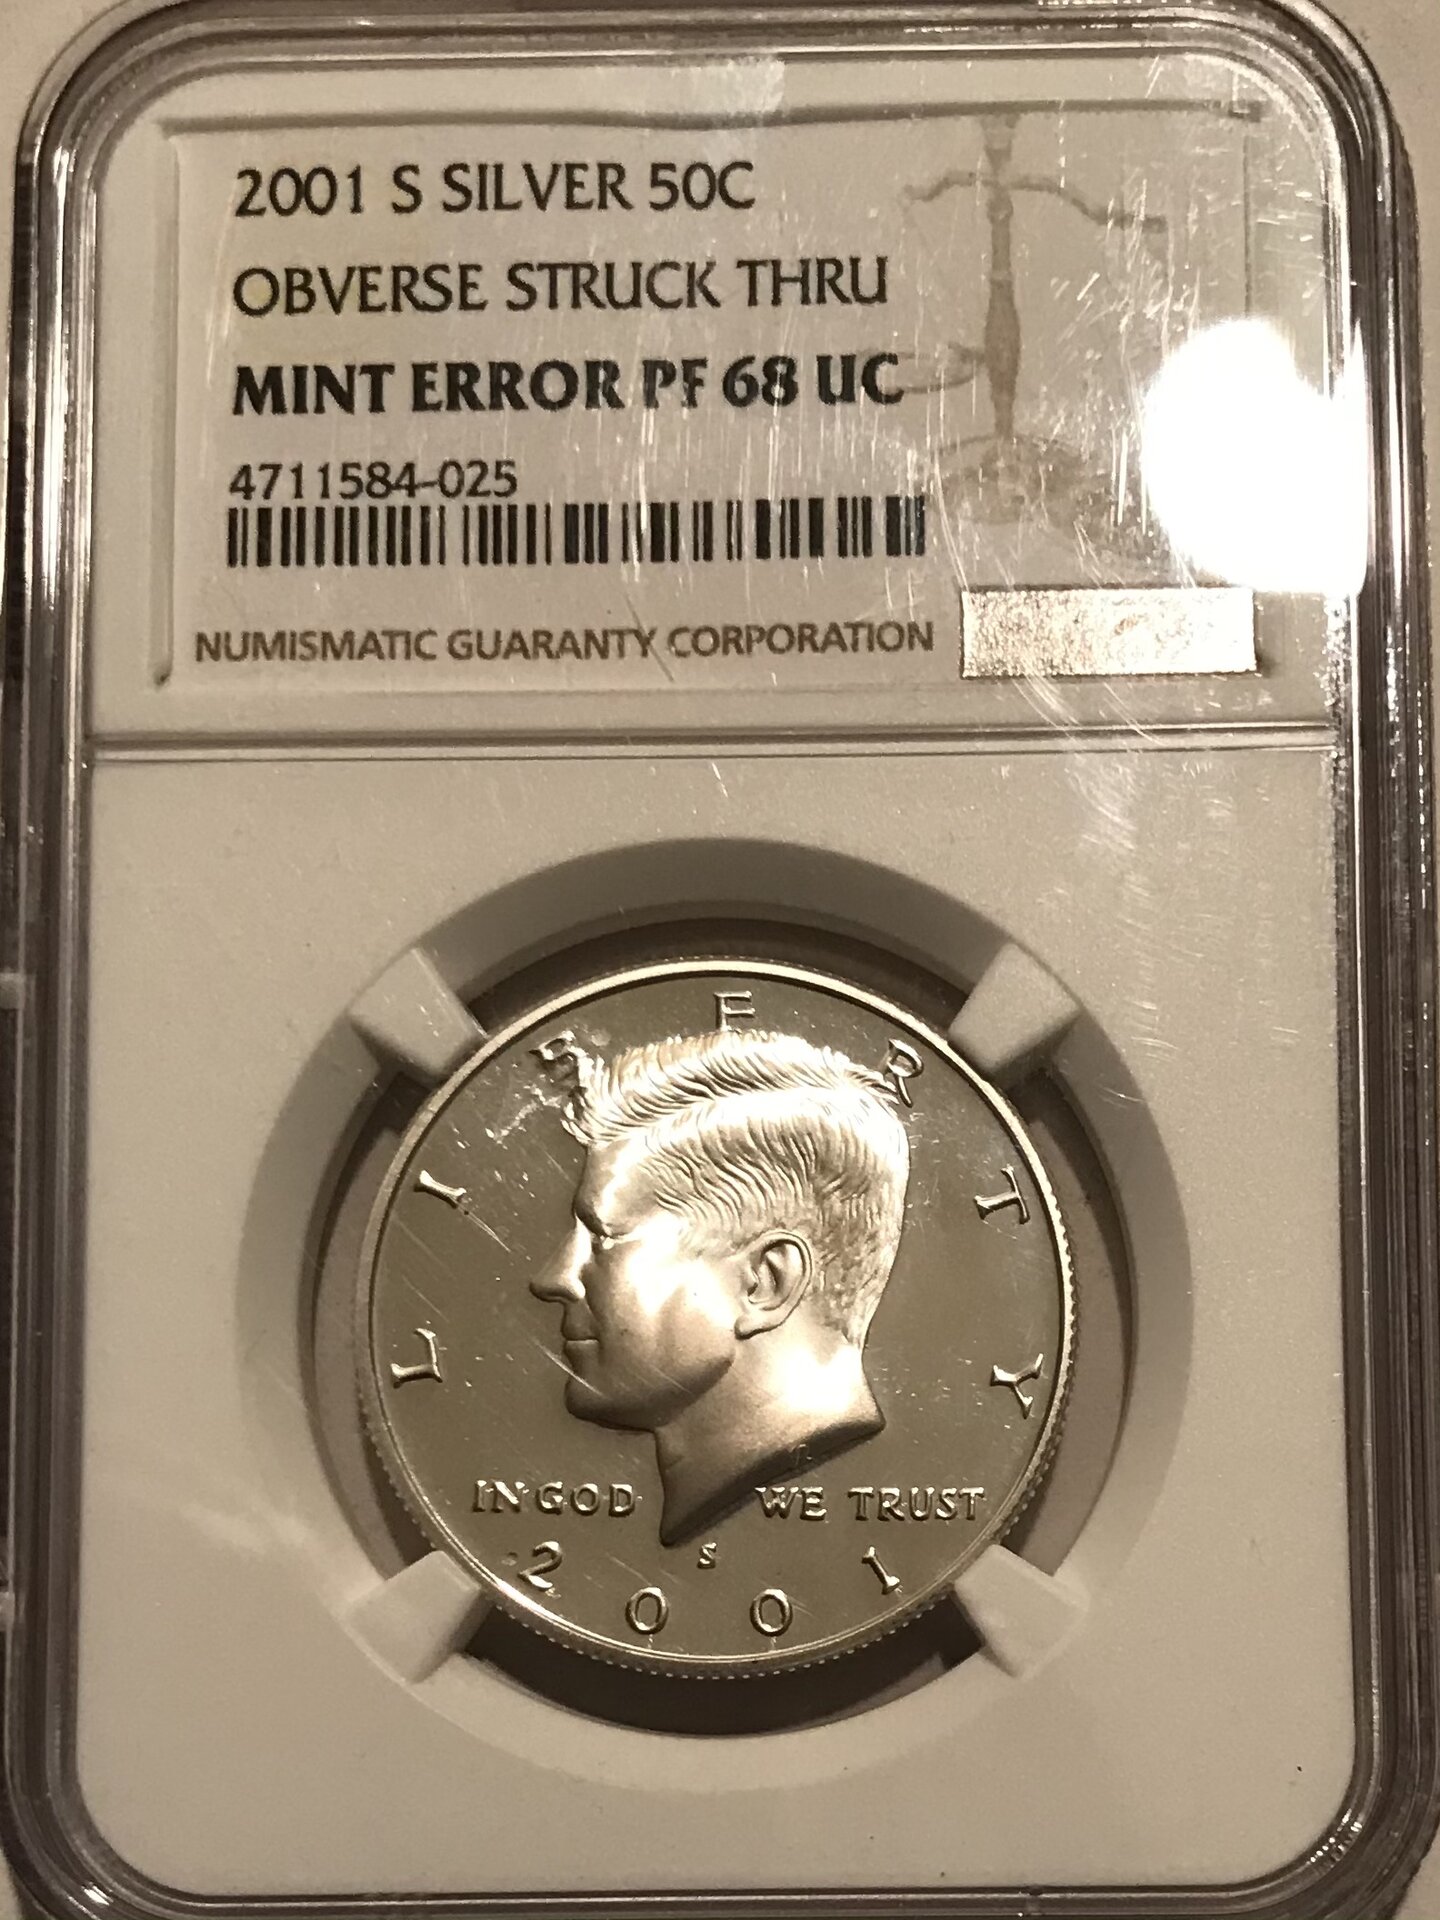 2001 S SILVER 50C
OBVERSE STRUCK THRU
MINT ERROR PF 68 UC
4711584-025
NUMISMATIC GUARANTY CORPORATION
LIBERTY
IN GOD WE TRUST
S
2001